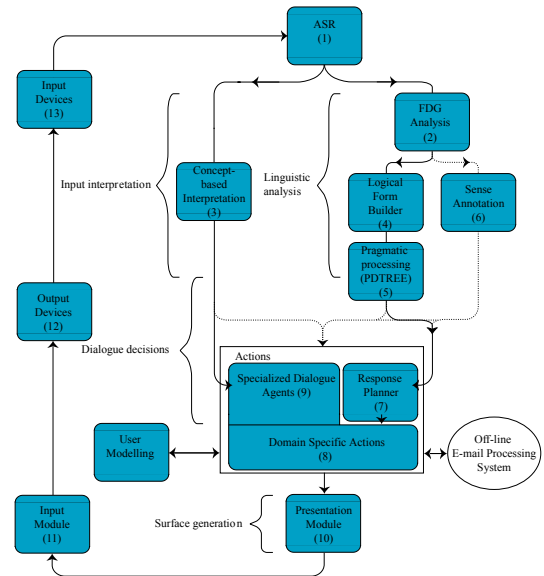 ASR
(1)
Input
Devices
(13)
FDG
Analysis
(2)
Input interpretation
Concept-
based
Interpretation
(3)
Linguistic
analysis
Logical
Form
Builder
(4)
Sense
Annotation
(6)
Pragmatic
processing
(PDTREE)
(5)
Output
Devices
(12)
Dialogue decisions
Actions
Specialized Dialogue
Agents (9)
Response
Planner
(7)
User
Modelling
Domain Specific Actions
(8)
Off-line
E-mail Processing
System
Input
Module
(11)
Surface generation
Presentation
Module
(10)